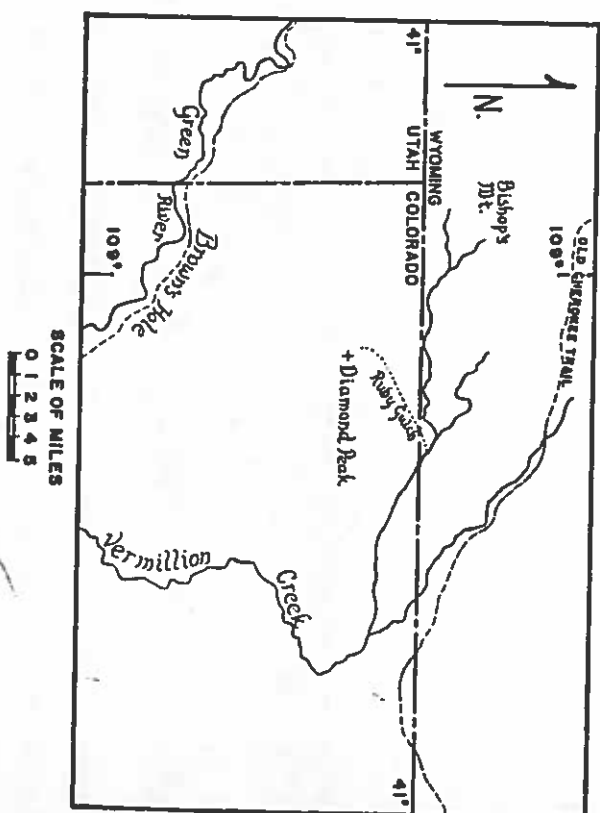 OLD CHEROKEE TRAIL
109°
N.
Bishop's
Mt.
41°
WYOMING
UTAH
COLORADO
41°
Ruby Gulch
+ Diamond Peak
Green
River
Brown's Hole
109°
Vermillion
Creek
SCALE OF MILES
0 1 2 3 4 5